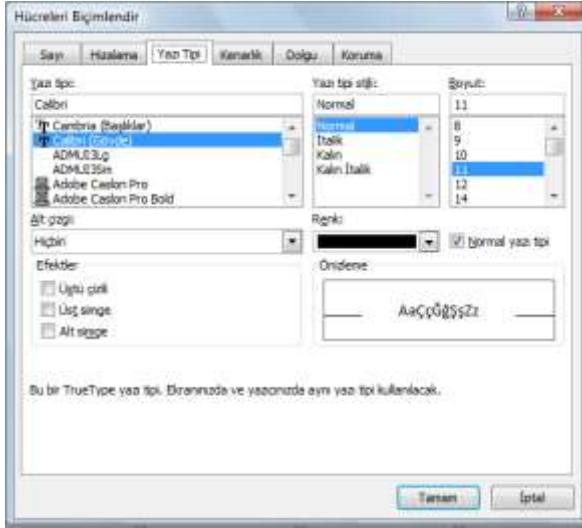 Hücreleri Biçimlendir
Sayı Hizalama Yazı Tipi Kenarlık Dolgu Koruma
Yazı tipi: Yazı tipi stili: Boyut:
Calibri Normal 11
Cambria (Başlıklar) Normal 8
Calibri (Gövde) İtalik 9
ADMUI3Lg Kalın 10
ADMUI3Sm Kalın İtalik 11
Adobe Caslon Pro 12
Adobe Caslon Pro Bold 14
Alt çizgi: Renk:
Hiçbiri Normal yazı tipi
Efektler Önizleme
Üstü çizili
Üst simge AaÇçĞğŞşZz
Alt simge
Bu bir TrueType yazı tipi. Ekranınızda ve yazıcınızda aynı yazı tipi kullanılacak.
Tamam İptal